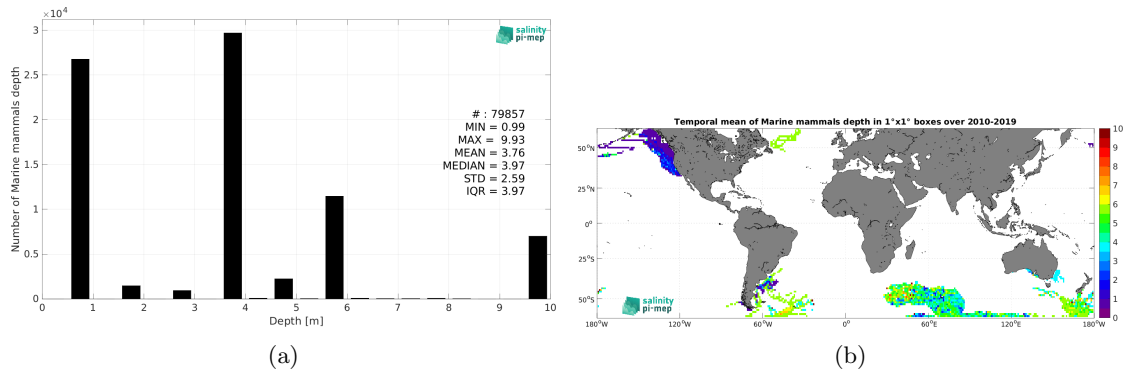 ×10⁴
3
2.5
2
1.5
1
0.5
0
Number of Marine mammals depth
salinity
pi-mep
# : 79857
MIN = 0.99
MAX = 9.93
MEAN = 3.76
MEDIAN = 3.97
STD = 2.59
IQR = 3.97
0 1 2 3 4 5 6 7 8 9 10
Depth [m]
(a)
Temporal mean of Marine mammals depth in 1°x1° boxes over 2010-2019
50°N
25°N
0°
25°S
50°S
180°W 120°W 60°W 0° 60°E 120°E 180°W
salinity
pi-mep
10
9
8
7
6
5
4
3
2
1
0
(b)